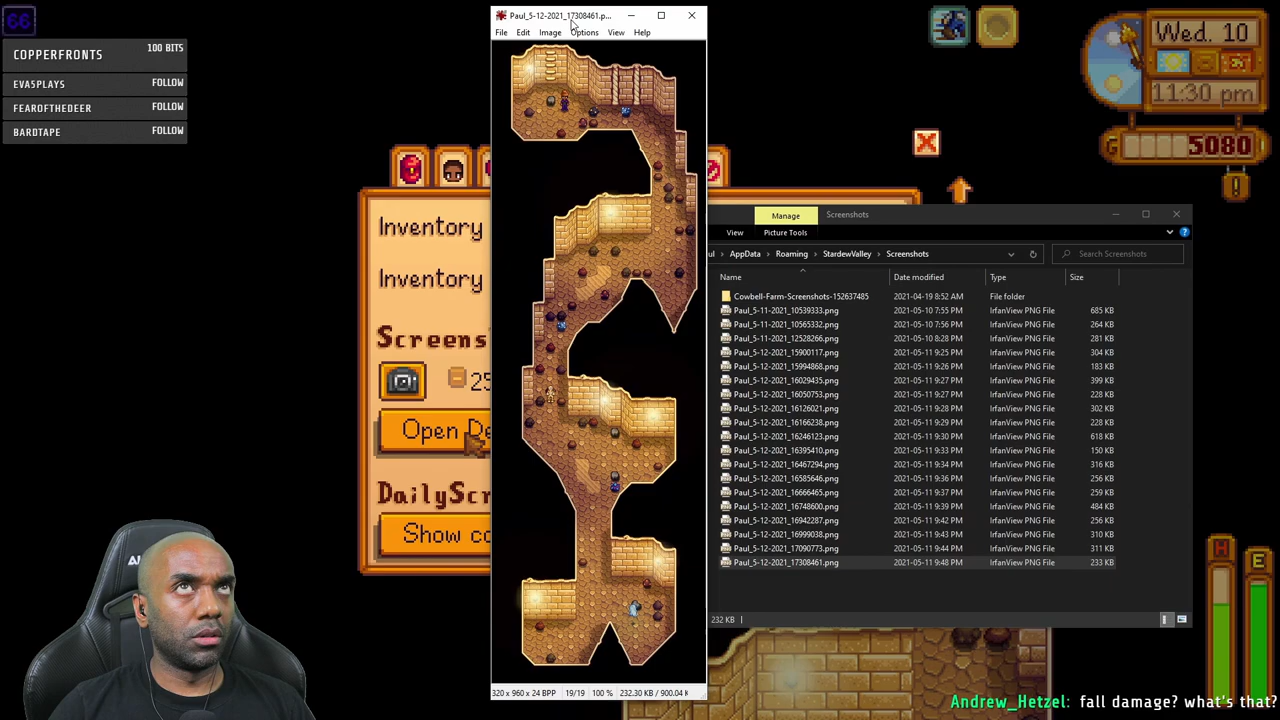 COPPERFRONTS 100 BITS
EVASPLAYS FOLLOW
FEAROFTHEDEER FOLLOW
BARDTAPE FOLLOW
Paul_5-12-2021_17308461.p...
File Edit Image Options View Help
320 x 960 x 24 BPP 19/19 100 % 232.30 KB / 900.04 K
Wed. 10
11:30 pm
5080
Inventory
Inventory
Screens
25
Open De
DailyScr
Show co
Manage Screenshots
View Picture Tools
ul AppData Roaming StardewValley Screenshots Search Screenshots
Name Date modified Type Size
Cowbell-Farm-Screenshots-152637485 2021-04-19 8:52 AM File folder
Paul_5-11-2021_10539333.png 2021-05-10 7:55 PM IrfanView PNG File 685 KB
Paul_5-11-2021_10565332.png 2021-05-10 7:56 PM IrfanView PNG File 264 KB
Paul_5-11-2021_12528266.png 2021-05-10 8:28 PM IrfanView PNG File 281 KB
Paul_5-12-2021_15900117.png 2021-05-11 9:25 PM IrfanView PNG File 304 KB
Paul_5-12-2021_15994868.png 2021-05-11 9:26 PM IrfanView PNG File 183 KB
Paul_5-12-2021_16029435.png 2021-05-11 9:27 PM IrfanView PNG File 399 KB
Paul_5-12-2021_16050753.png 2021-05-11 9:27 PM IrfanView PNG File 228 KB
Paul_5-12-2021_16126021.png 2021-05-11 9:28 PM IrfanView PNG File 302 KB
Paul_5-12-2021_16166238.png 2021-05-11 9:29 PM IrfanView PNG File 228 KB
Paul_5-12-2021_16246123.png 2021-05-11 9:30 PM IrfanView PNG File 618 KB
Paul_5-12-2021_16395410.png 2021-05-11 9:33 PM IrfanView PNG File 150 KB
Paul_5-12-2021_16467294.png 2021-05-11 9:34 PM IrfanView PNG File 316 KB
Paul_5-12-2021_16585646.png 2021-05-11 9:36 PM IrfanView PNG File 256 KB
Paul_5-12-2021_16666465.png 2021-05-11 9:37 PM IrfanView PNG File 259 KB
Paul_5-12-2021_16748600.png 2021-05-11 9:39 PM IrfanView PNG File 484 KB
Paul_5-12-2021_16942287.png 2021-05-11 9:42 PM IrfanView PNG File 256 KB
Paul_5-12-2021_16999038.png 2021-05-11 9:43 PM IrfanView PNG File 310 KB
Paul_5-12-2021_17090773.png 2021-05-11 9:44 PM IrfanView PNG File 311 KB
Paul_5-12-2021_17308461.png 2021-05-11 9:48 PM IrfanView PNG File 233 KB
232 KB
H E
Andrew_Hetzel: fall damage? what's that?